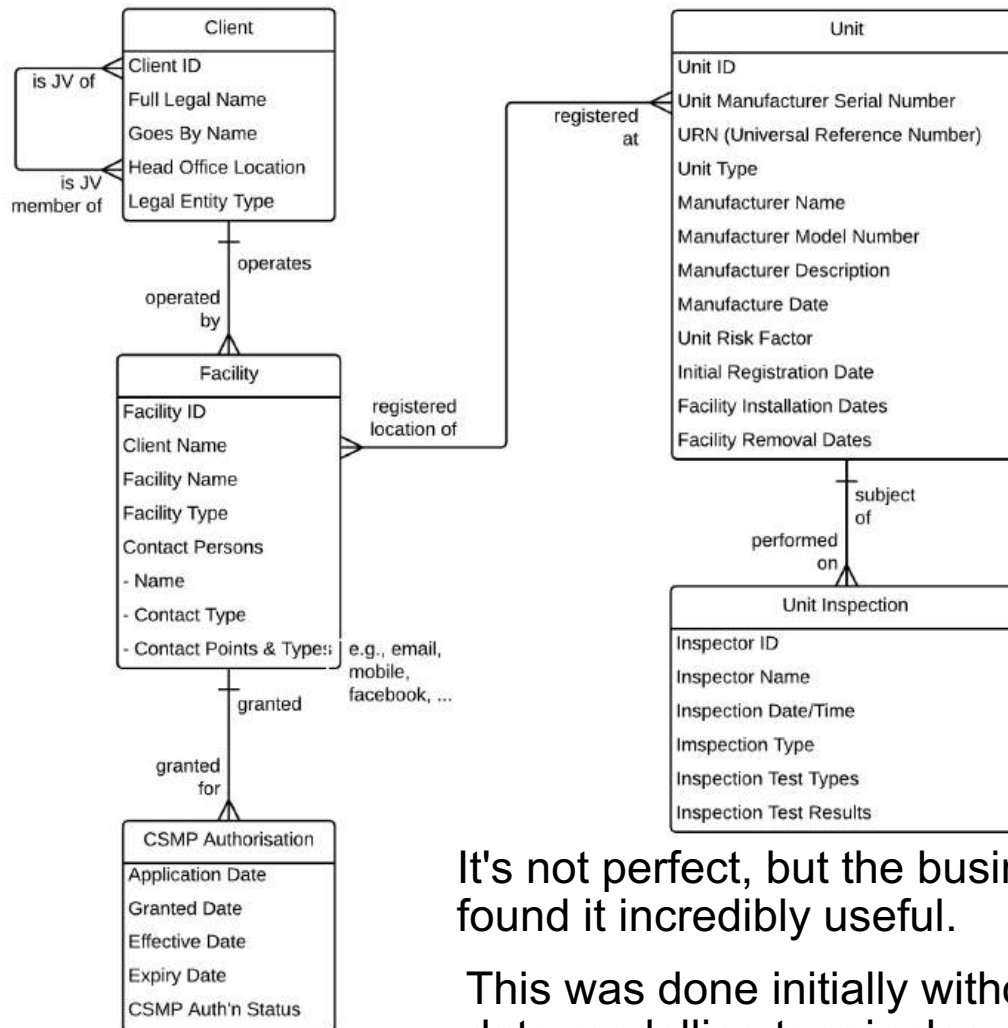 Client
Client ID
Full Legal Name
Goes By Name
Head Office Location
Legal Entity Type
is JV of
is JV
member of
operates
operated
by
Facility
Facility ID
Client Name
Facility Name
Facility Type
Contact Persons
- Name
- Contact Type
- Contact Points & Types
e.g., email,
mobile,
facebook, ...
registered
location of
registered
at
granted
granted
for
CSMP Authorisation
Application Date
Granted Date
Effective Date
Expiry Date
CSMP Auth'n Status
Unit
Unit ID
Unit Manufacturer Serial Number
URN (Universal Reference Number)
Unit Type
Manufacturer Name
Manufacturer Model Number
Manufacturer Description
Manufacture Date
Unit Risk Factor
Initial Registration Date
Facility Installation Dates
Facility Removal Dates
subject
of
performed
on
Unit Inspection
Inspector ID
Inspector Name
Inspection Date/Time
Imspection Type
Inspection Test Types
Inspection Test Results
It's not perfect, but the
found it incredibly useful.
This was done initially